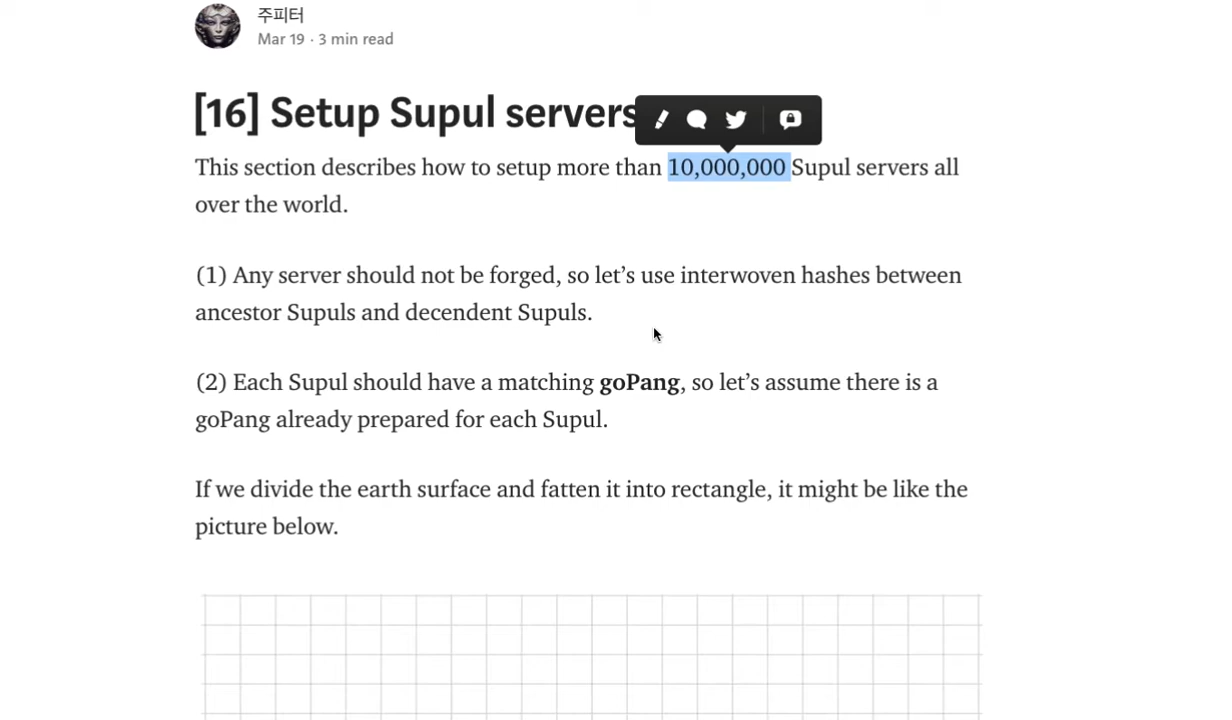 주피터
Mar 19 · 3 min read
[16] Setup Supul servers
This section describes how to setup more than 10,000,000 Supul servers all
over the world.
(1) Any server should not be forged, so let’s use interwoven hashes between
ancestor Supuls and decendent Supuls.
(2) Each Supul should have a matching goPang, so let’s assume there is a
goPang already prepared for each Supul.
If we divide the earth surface and fatten it into rectangle, it might be like the
picture below.